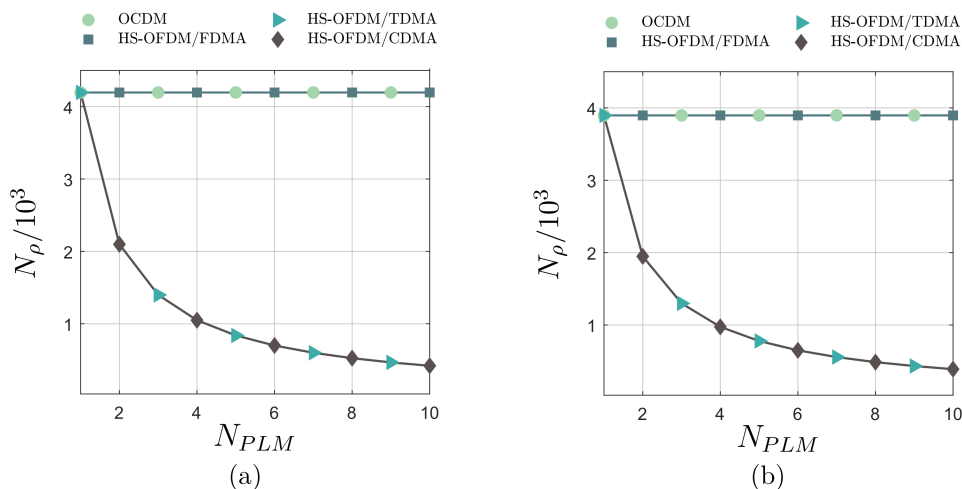 OCDM
HS-OFDM/TDMA
HS-OFDM/FDMA
HS-OFDM/CDMA
4
3
2
1
N_ρ/10^3
2 4 6 8 10
N_PLM
(a)
OCDM
HS-OFDM/TDMA
HS-OFDM/FDMA
HS-OFDM/CDMA
4
3
2
1
N_ρ/10^3
2 4 6 8 10
N_PLM
(b)